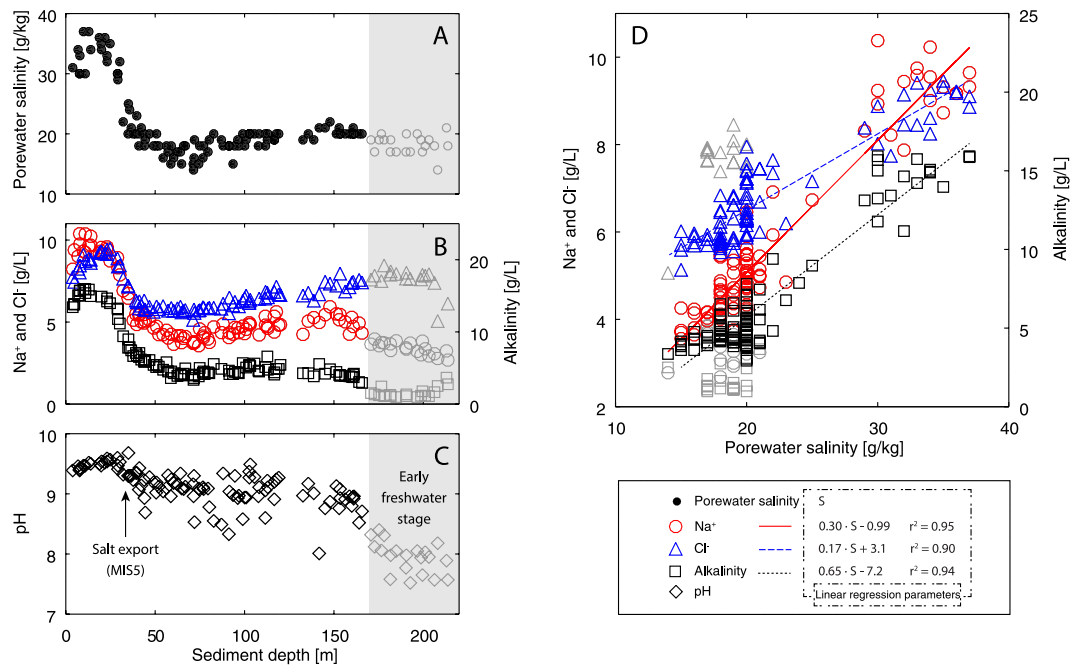 A
Porewater salinity [g/kg]
40
30
20
10
B
Na⁺ and Cl⁻ [g/L]
10
5
0
Alkalinity [g/L]
20
10
0
C
pH
10
9
8
7
Salt export
(MIS5)
Early
freshwater
stage
0
50
100
150
200
Sediment depth [m]
D
Na⁺ and Cl⁻ [g/L]
10
8
6
4
2
Alkalinity [g/L]
25
20
15
10
5
0
10
20
30
40
Porewater salinity [g/kg]
Porewater salinity S
Na⁺ 0.30 · S - 0.99 r² = 0.95
Cl⁻ 0.17 · S + 3.1 r² = 0.90
Alkalinity 0.65 · S - 7.2 r² = 0.94
pH
Linear regression parameters